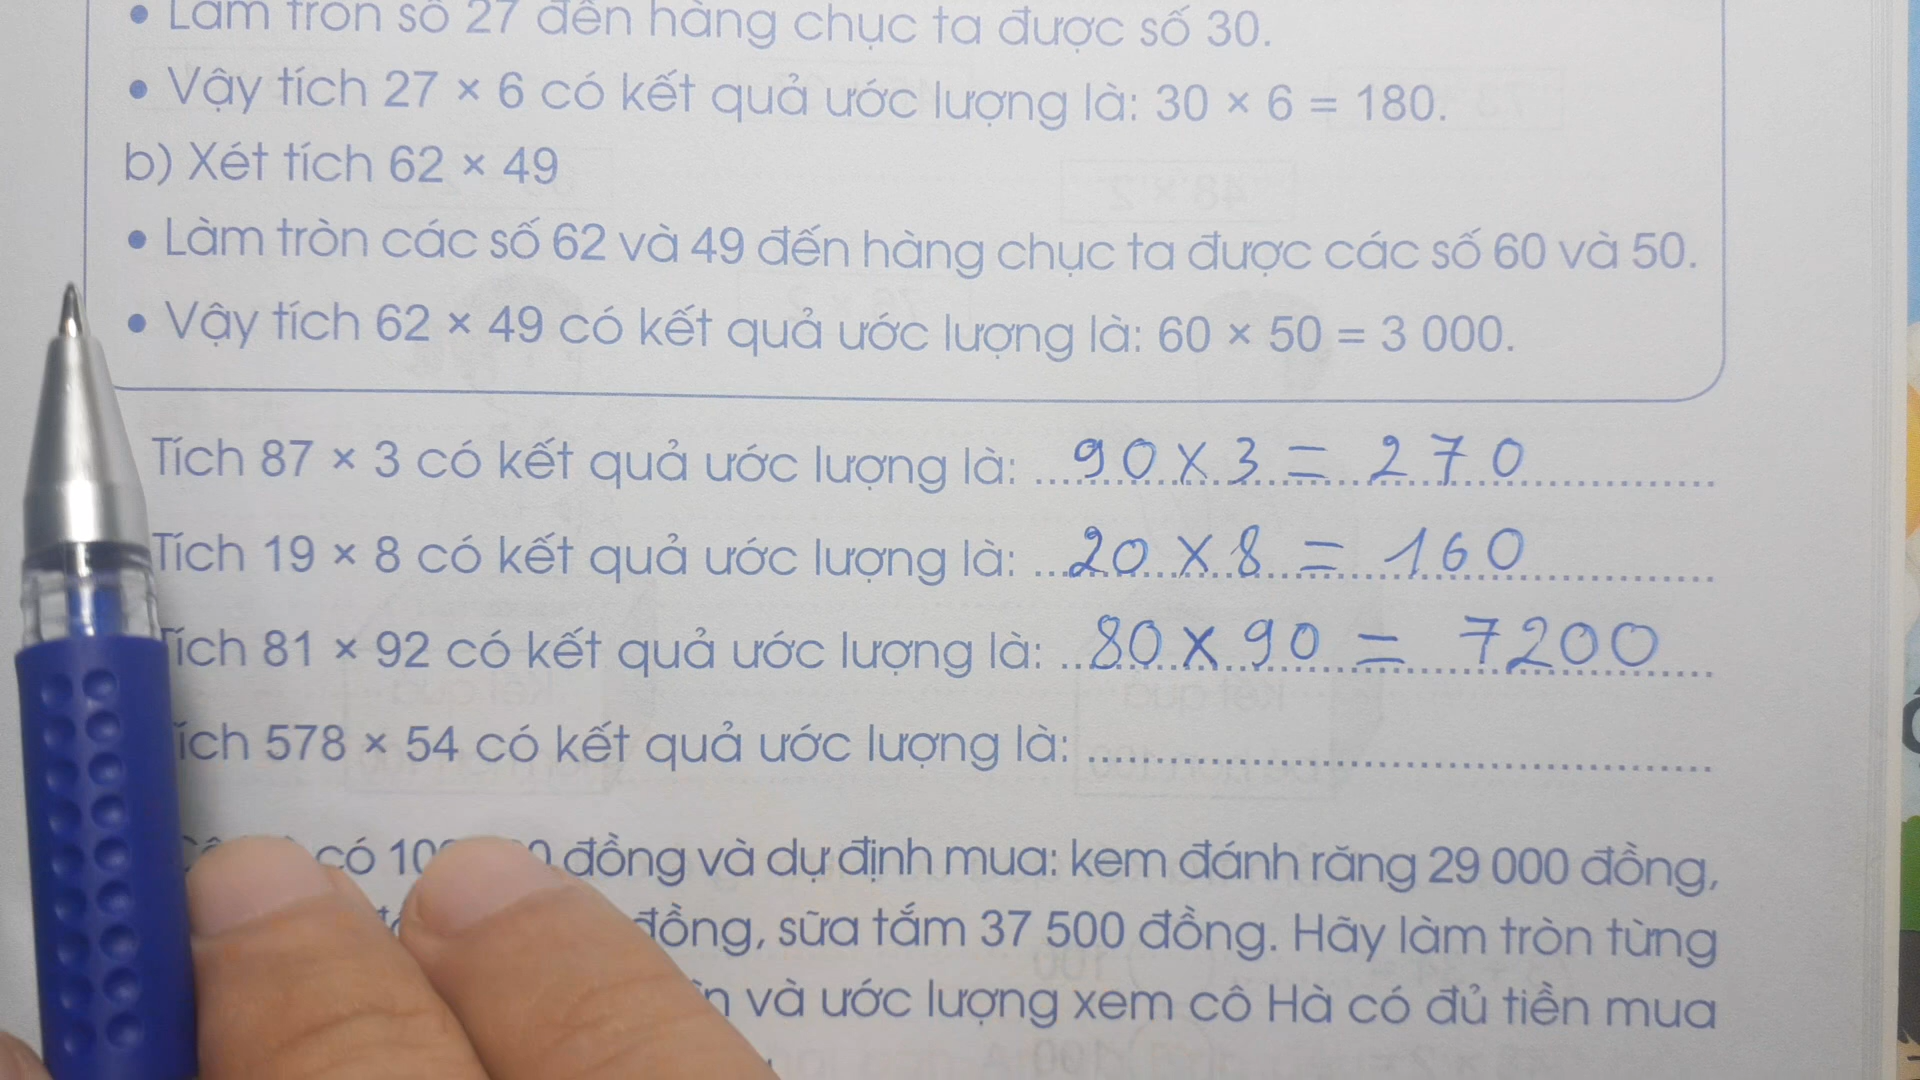 • Làm tròn số 27 đến hàng chục ta được số 30.
• Vậy tích 27 × 6 có kết quả ước lượng là: 30 × 6 = 180.
b) Xét tích 62 × 49
• Làm tròn các số 62 và 49 đến hàng chục ta được các số 60 và 50.
• Vậy tích 62 × 49 có kết quả ước lượng là: 60 × 50 = 3 000.
Tích 87 × 3 có kết quả ước lượng là: 90 x 3 = 270
Tích 19 × 8 có kết quả ước lượng là: 20 x 8 = 160
Tích 81 × 92 có kết quả ước lượng là: 80 x 90 = 7200
Tích 578 × 54 có kết quả ước lượng là: ........
có đồng và dự định mua: kem đánh răng 29 000 đồng,
đồng, sữa tắm 37 500 đồng. Hãy làm tròn từng
và ước lượng xem cô Hà có đủ tiền mua